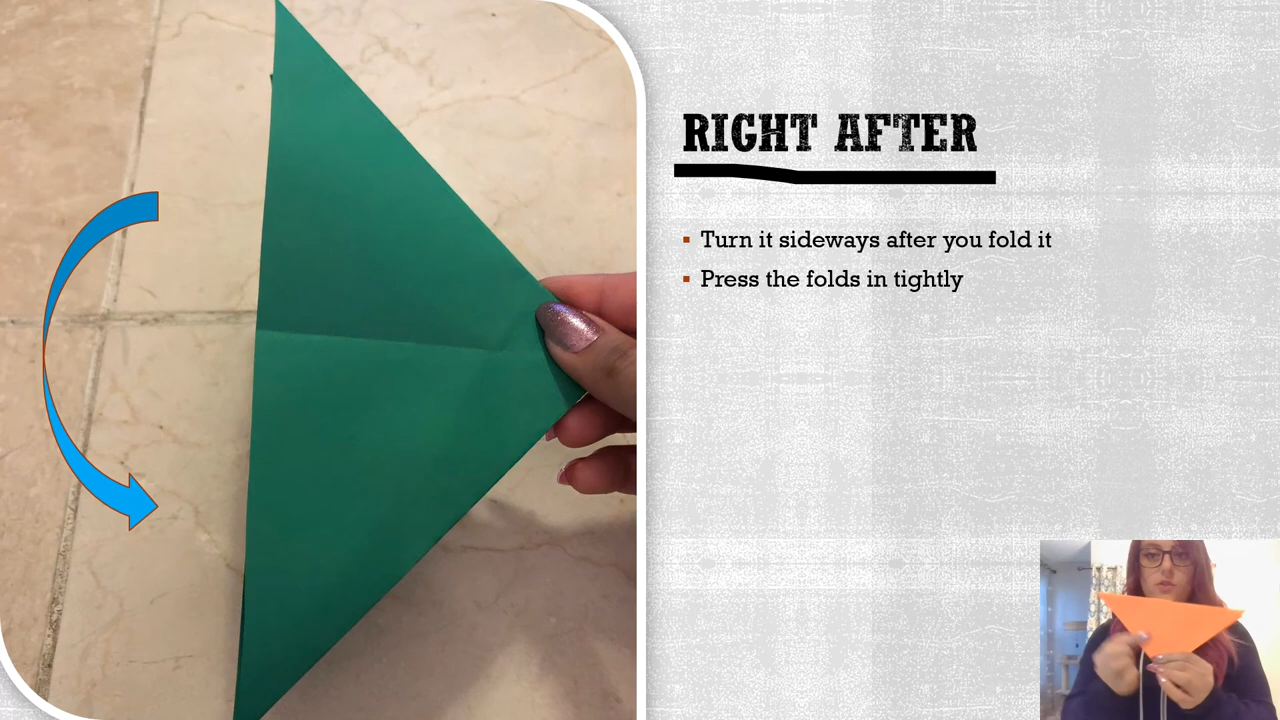 RIGHT AFTER
Turn it sideways after you fold it
Press the folds in tightly